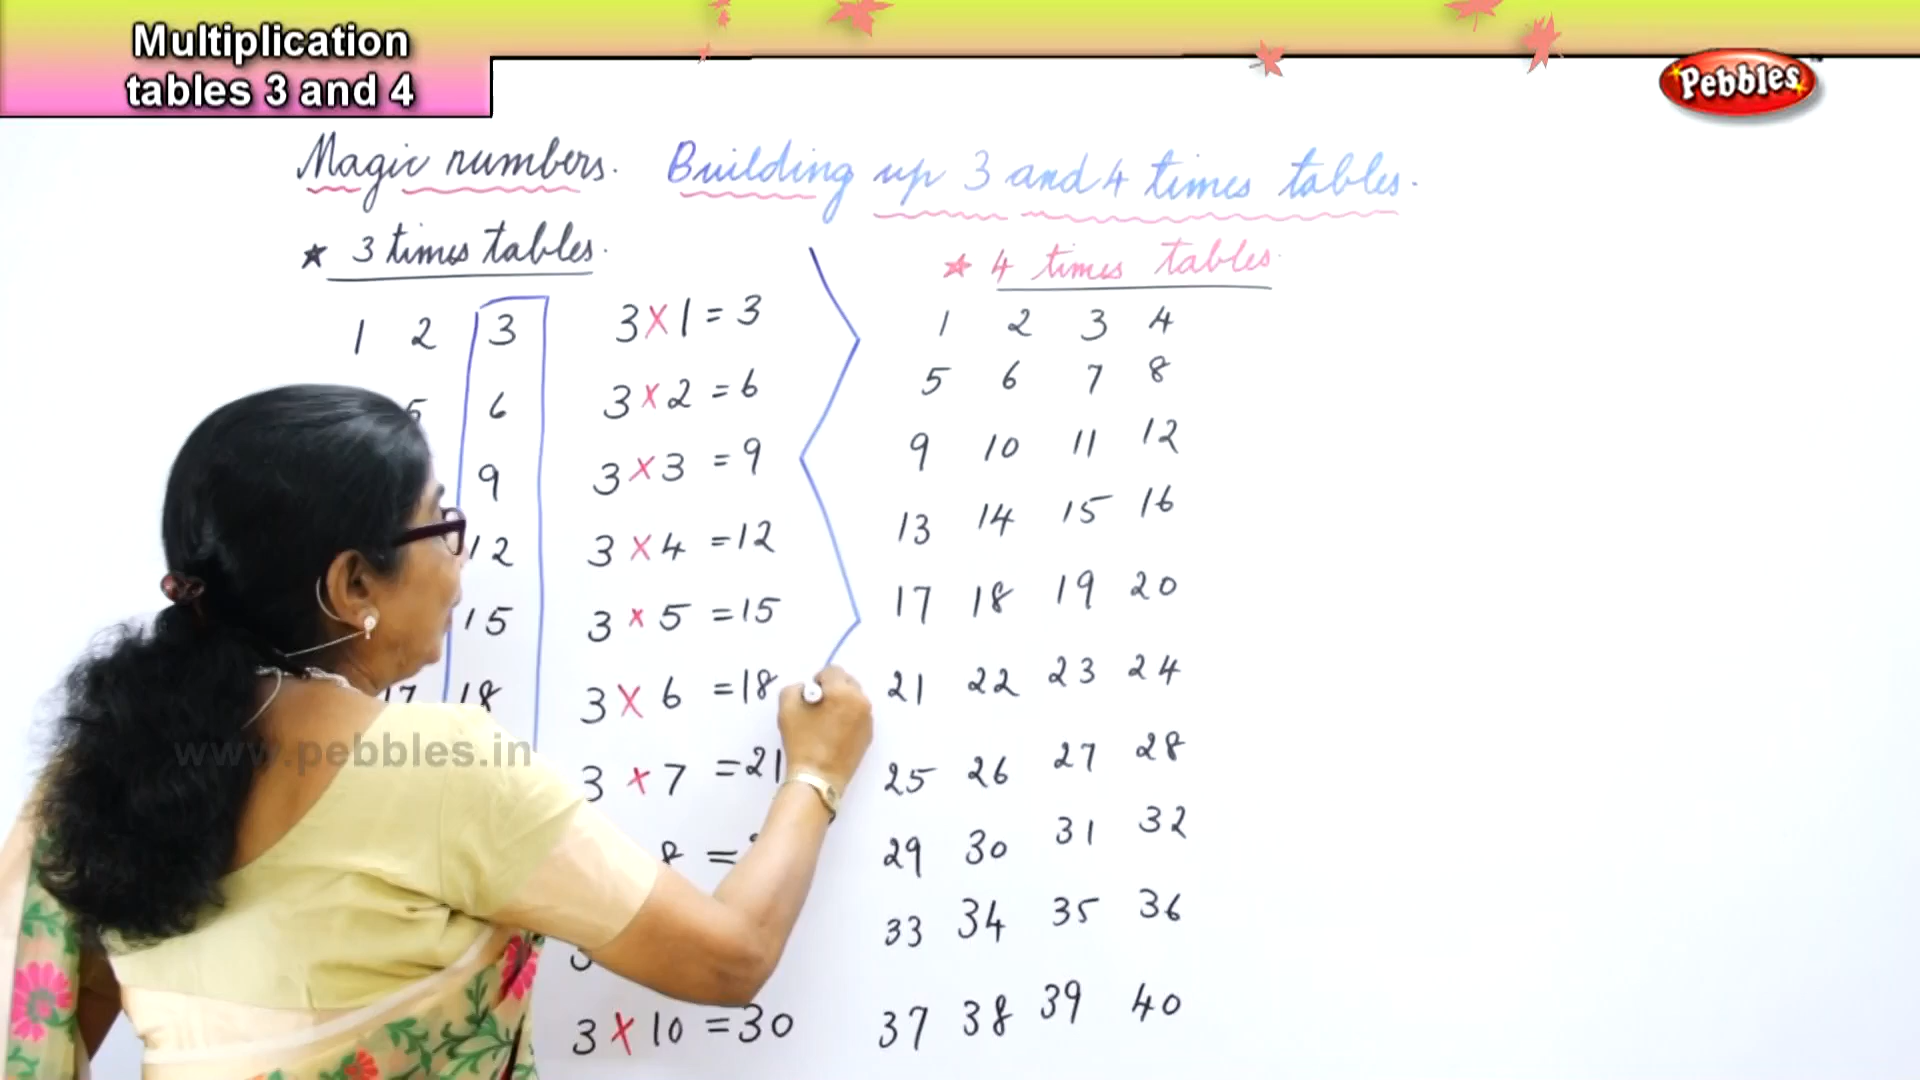 Multiplication
tables 3 and 4
Pebbles
Magic numbers. Building up 3 and 4 times tables.
★ 3 times tables.
1 2 3
5 6
9
12
15
17 18
3 × 1 = 3
3 × 2 = 6
3 × 3 = 9
3 × 4 = 12
3 × 5 = 15
3 × 6 = 18
3 × 7 = 21
8 =
3 × 10 = 30
★ 4 times tables.
1 2 3 4
5 6 7 8
9 10 11 12
13 14 15 16
17 18 19 20
21 22 23 24
25 26 27 28
29 30 31 32
33 34 35 36
37 38 39 40
www.pebbles.in